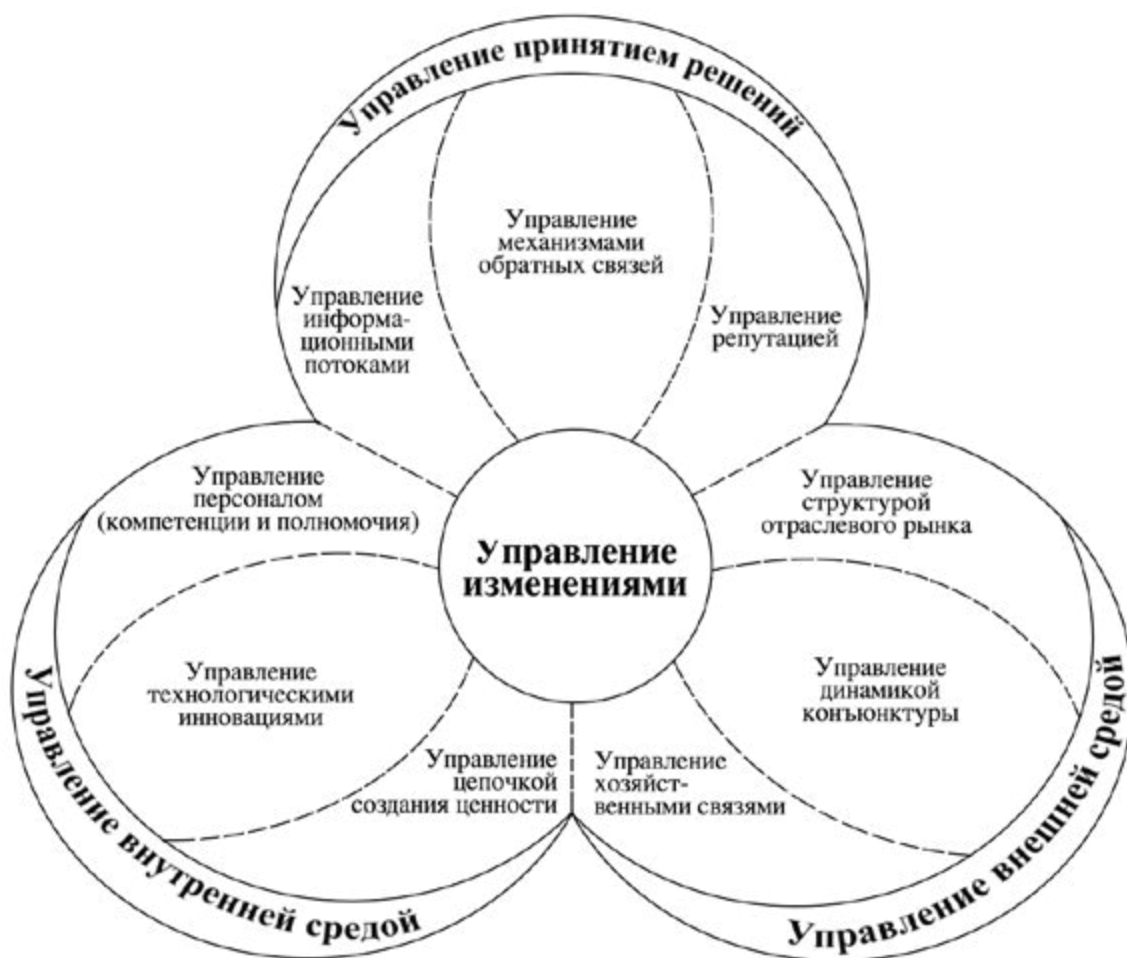 Управление принятием решений
Управление
механизмами
обратных связей
Управление
информа-
ционными
потоками
Управление
репутацией
Управление
персоналом
(компетенции и полномочия)
Управление
структурой
отраслевого рынка
Управление
изменениями
Управление
технологическими
инновациями
Управление
динамикой
конъюнктуры
Управление
цепочкой
создания ценности
Управление
хозяйст-
венными связями
Управление внутренней средой
Управление внешней средой